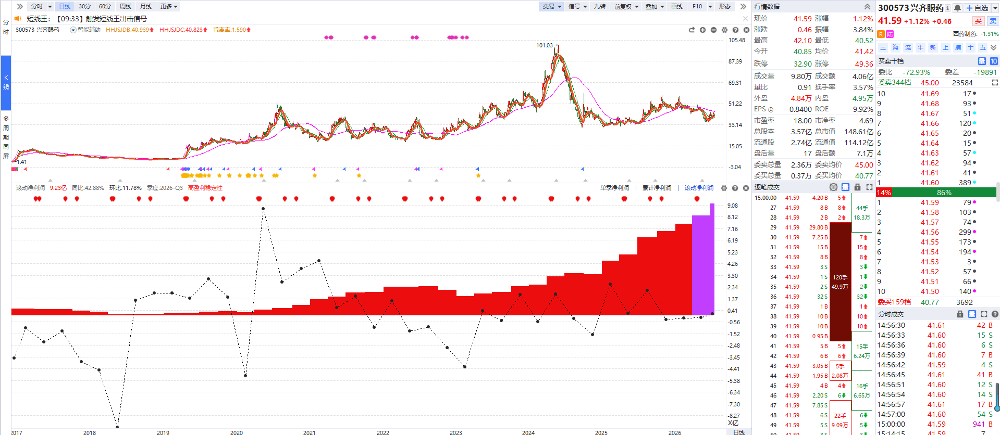 分时 日线 30分 60分 周线 月线 更多 交易 信号 九转 前复权 叠加 画线 F10 形态
短线王：【09:33】触发短线王出击信号
300573 兴齐眼药 智能辅助 HHJSJDB:40.939 HHJSJDC:40.823 乖离率:1.590
分时
K线
多周期同屏
101.03
1.41
105.48
87.39
69.31
51.22
33.14
15.05
-3.04
滚动净利润 9.23亿 同比:42.88% 环比:11.78% 季度:2026-Q3 高盈利稳定性 单季净利润 | 累计净利润 | 滚动净利润
9.08
8.12
7.16
6.19
5.23
4.26
3.30
2.34
1.37
0.41
-0.56
-1.52
-2.48
-3.45
-4.41
-5.38
-6.34
-7.30
-8.27
X亿
2017 2018 2019 2020 2021 2022 2023 2024 2025 2026 日线
行情数据
现价 41.59 涨幅 1.12%
涨跌 0.46 振幅 3.84%
最高 42.10 最低 40.52
今开 40.85 均价 41.42
跌停 32.90 涨停 49.36
成交量 9.80万 成交额 4.06亿
量比 0.91 换手率 3.57%
外盘 4.84万 内盘 4.95万
EPS 0.8400 ROE 9.92%
市盈率 18.00 市净率 4.69
总股本 3.57亿 总市值 148.61亿
流通股 2.74亿 流通值 114.12亿
盘后量 17 盘后额 7.1万
委卖总量 2.36万 委卖均价 45.00
委买总量 0.37万 委买均价 40.77
逐笔成交 量
15:00:00 41.59 4.20 B 5
27 41.59 8 B 8 44手
28 41.59 2 B 2 18.3万
29 41.59 29.80 B
30 41.59 7.25 B 7
31 41.59 15 B 15
32 41.59 8 B 8
33 41.59 3 S 3
34 41.59 1 S 120手 1
35 41.59 2 S 49.9万 2
36 41.59 32 S 32
37 41.59 1 B 1
38 41.59 10 B 10
39 41.59 10 B 10
40 41.59 0.95 B
41 41.59 5 B 5 15手
42 41.59 6 B 6 6.24万
43 41.59 3.05 B 5手
44 41.59 1.95 B 2.08万
45 41.59 4 B 4 16手
46 41.59 2.20 S 6 6.65万
47 41.59 7.85 S
48 41.59 6 S 22手 6
49 41.59 5 S 9.09万 5
300573 兴齐眼药 自选
41.59 +1.12% +0.46 买 卖
R 陆 西药制药: -1.31%
三 海 流 牛 新 上 捕 十 五
买卖十档 量 10
委比 -72.93% 委差 -19891
委卖344档 45.00 23584
10 41.69 17
9 41.68 93
8 41.67 51
7 41.66 120
6 41.65 20
5 41.64 15
4 41.63 57
3 41.62 94
2 41.61 41
1 41.60 389
14% 86%
1 41.59 79
2 41.58 103
3 41.57 74
4 41.56 299
5 41.55 173
6 41.54 194
7 41.53 3
8 41.52 57
9 41.51 66
10 41.50 140
委买159档 40.77 3692
分时成交 量
14:56:30 41.61 42 B
14:56:33 41.60 15 S
14:56:36 41.60 6 S
14:56:39 41.60 7 B
14:56:42 41.59 4 S
14:56:45 41.61 41 B
14:56:51 41.60 12 S
14:56:54 41.60 14 S
14:56:57 41.61 17 B
14:57:00 41.60 54 S
15:00:00 41.59 941 B
15:14:15 41.59 7